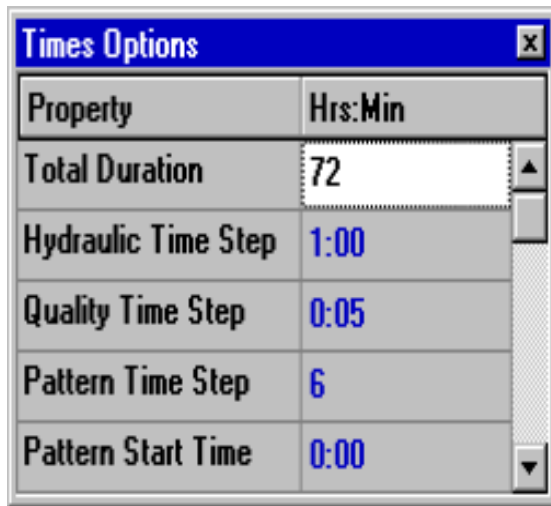 Times Options
Property Hrs:Min
Total Duration 72
Hydraulic Time Step 1:00
Quality Time Step 0:05
Pattern Time Step 6
Pattern Start Time 0:00